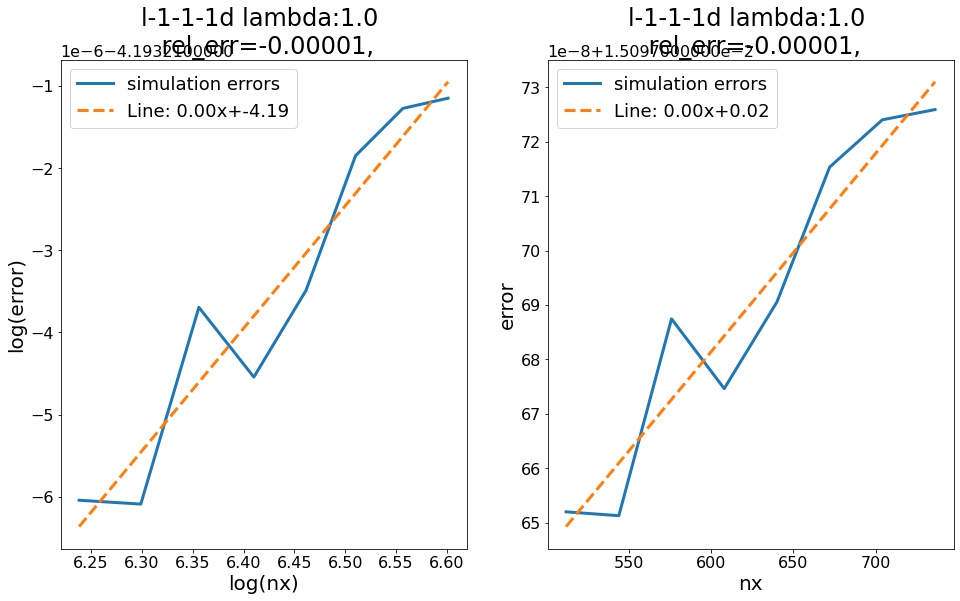 l-1-1-1d lambda:1.0
rel_err=-0.00001,
1e−6−4.1932100000
simulation errors
Line: 0.00x+-4.19
−1
−2
−3
−4
−5
−6
log(error)
6.25 6.30 6.35 6.40 6.45 6.50 6.55 6.60
log(nx)
l-1-1-1d lambda:1.0
rel_err=-0.00001,
1e−8+1.5097000000e−2
simulation errors
Line: 0.00x+0.02
73
72
71
70
69
68
67
66
65
error
550 600 650 700
nx